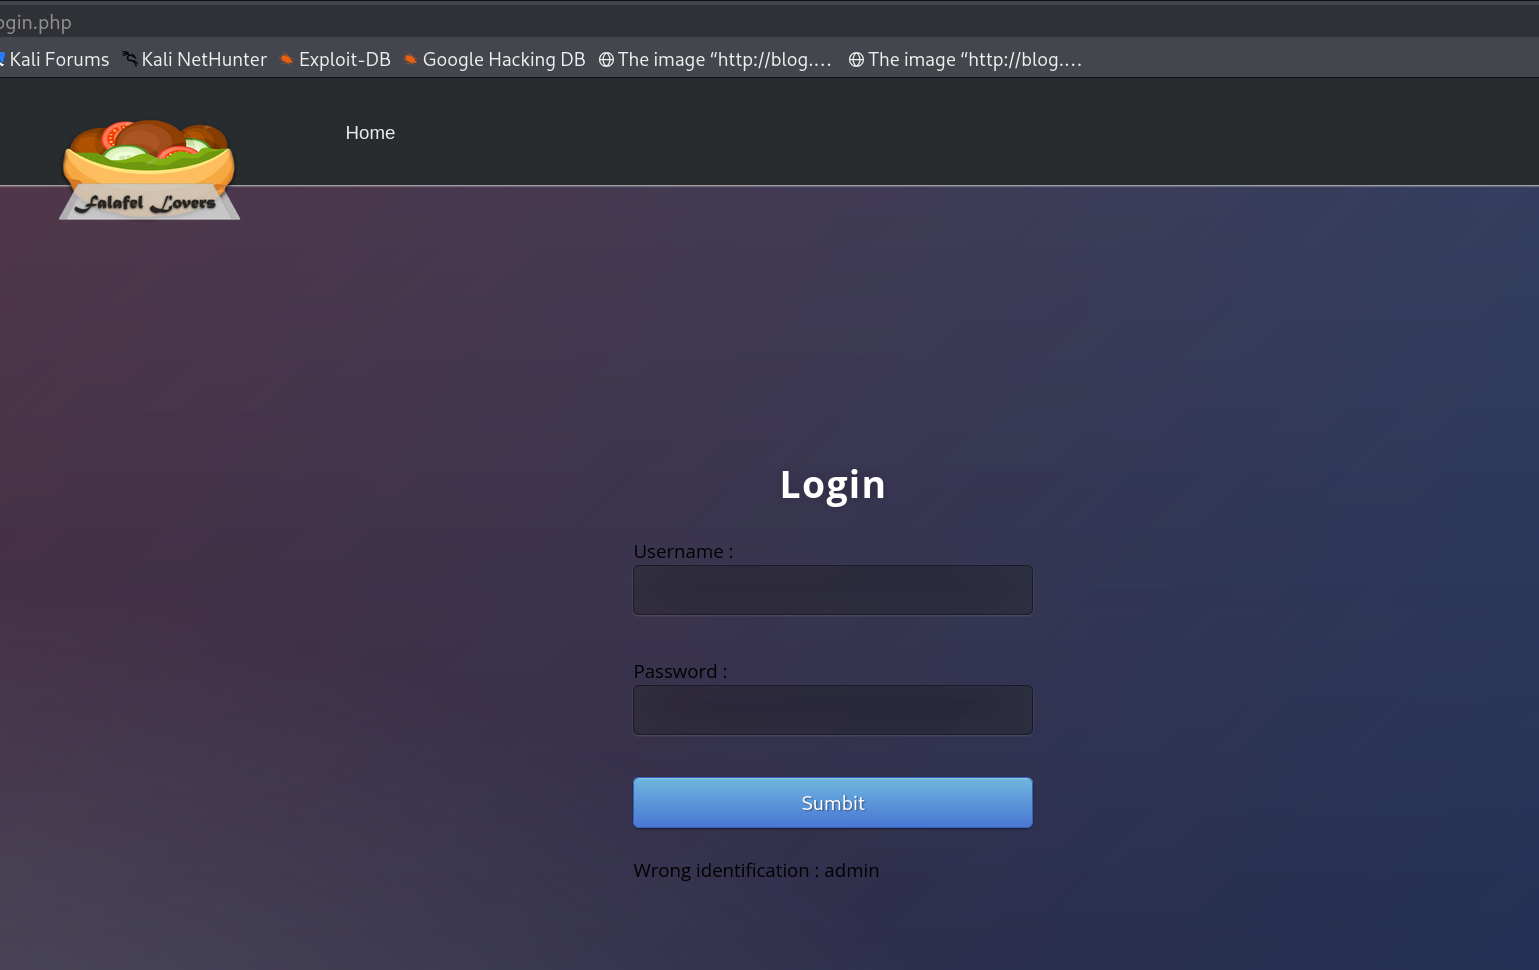 ogin.php
Kali Forums Kali NetHunter Exploit-DB Google Hacking DB The image “http://blog.… The image “http://blog.…
Home
Falafel Lovers
Login
Username :
Password :
Sumbit
Wrong identification : admin